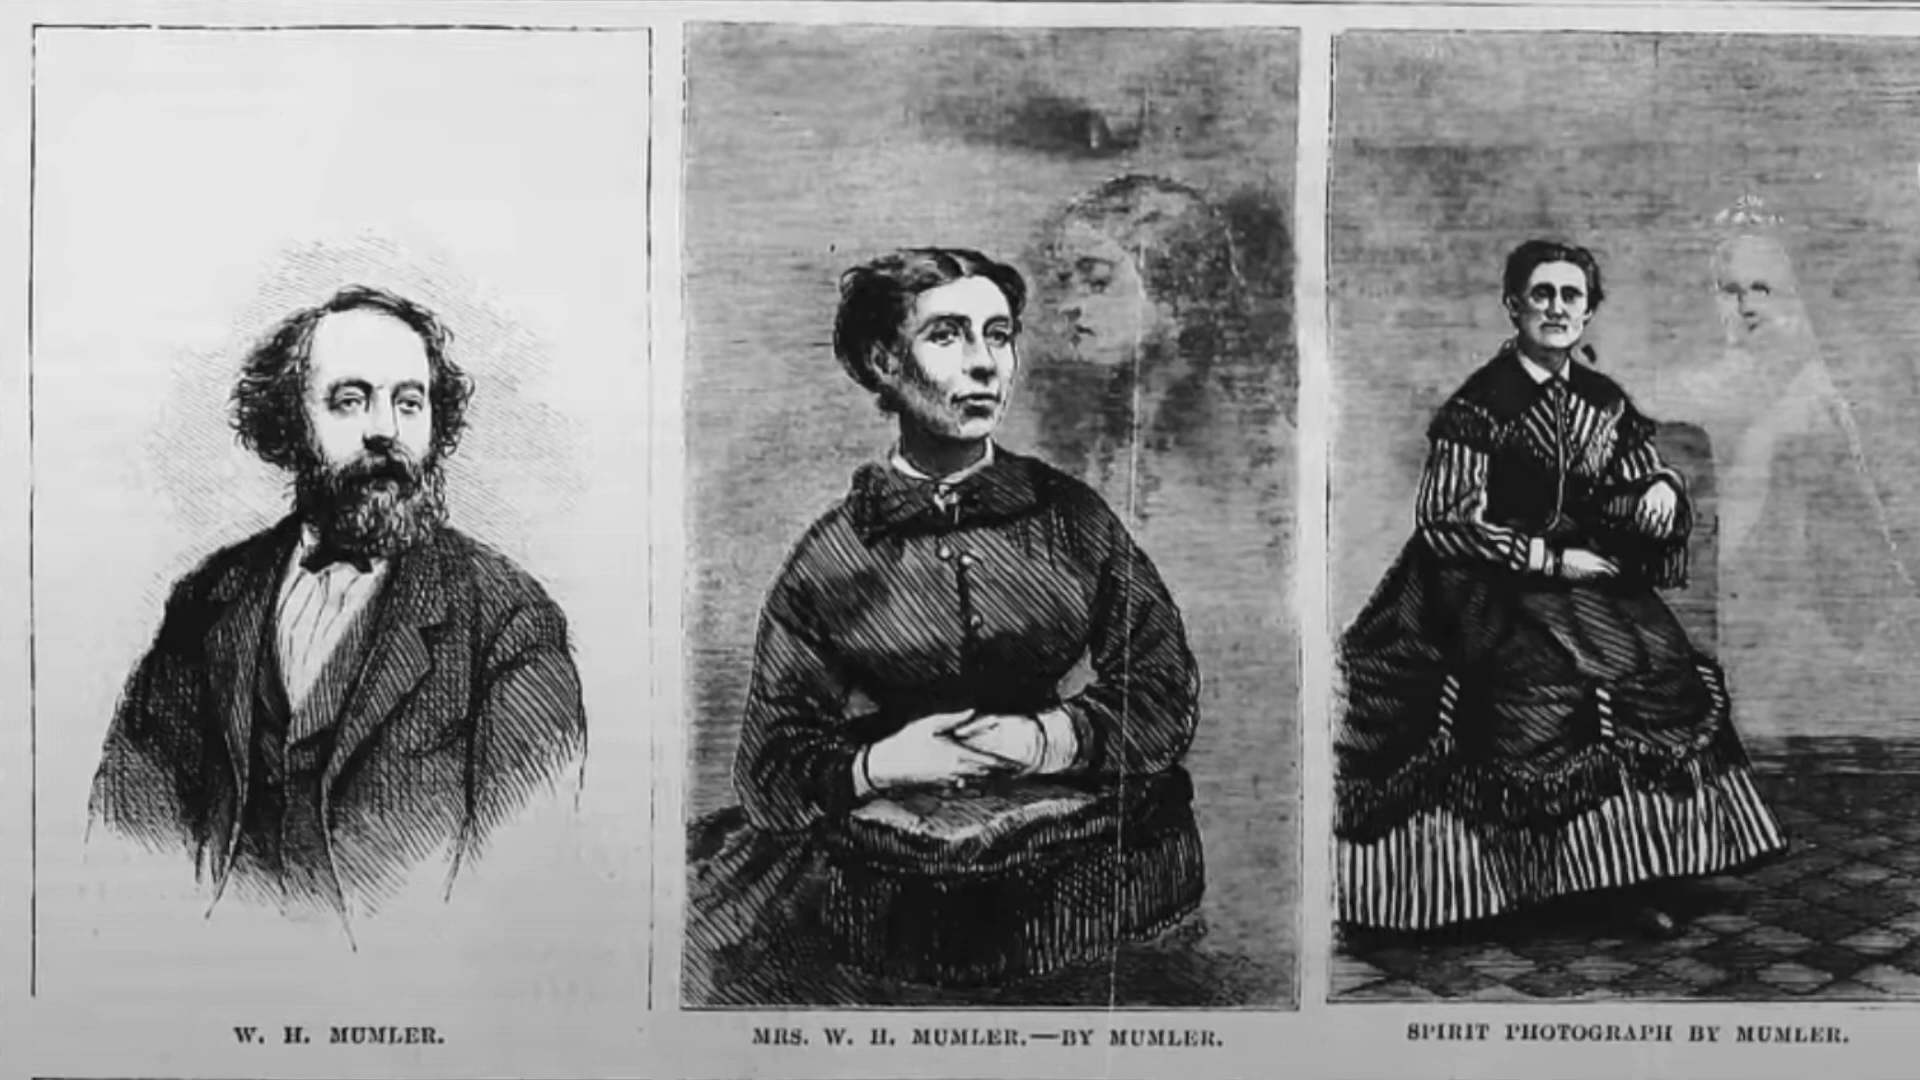 W. H. MUMLER.
MRS. W. H. MUMLER.—BY MUMLER.
SPIRIT PHOTOGRAPH BY MUMLER.